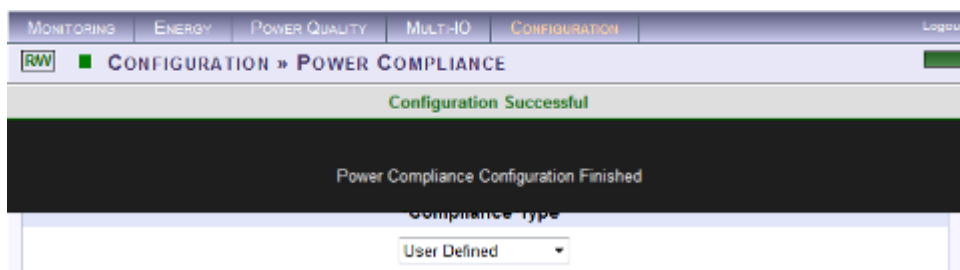 MONITORING ENERGY POWER QUALITY MULTI-IO CONFIGURATION Logou
R/W CONFIGURATION » POWER COMPLIANCE
Configuration Successful
Power Compliance Configuration Finished
Compliance Type
User Defined